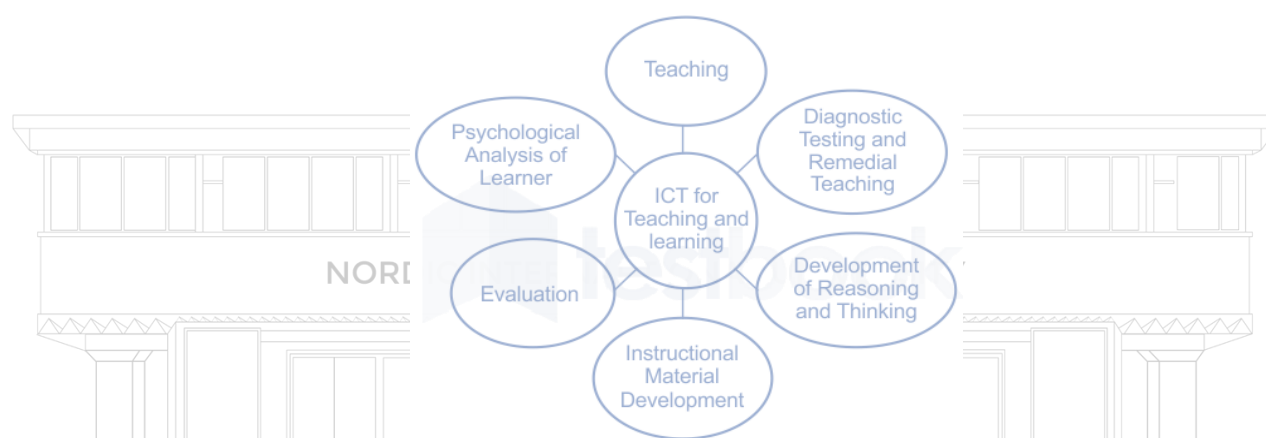 Teaching
Diagnostic
Testing and
Remedial
Teaching
Psychological
Analysis of
Learner
ICT for
Teaching and
learning
Development
of Reasoning
and Thinking
Evaluation
Instructional
Material
Development
testbook